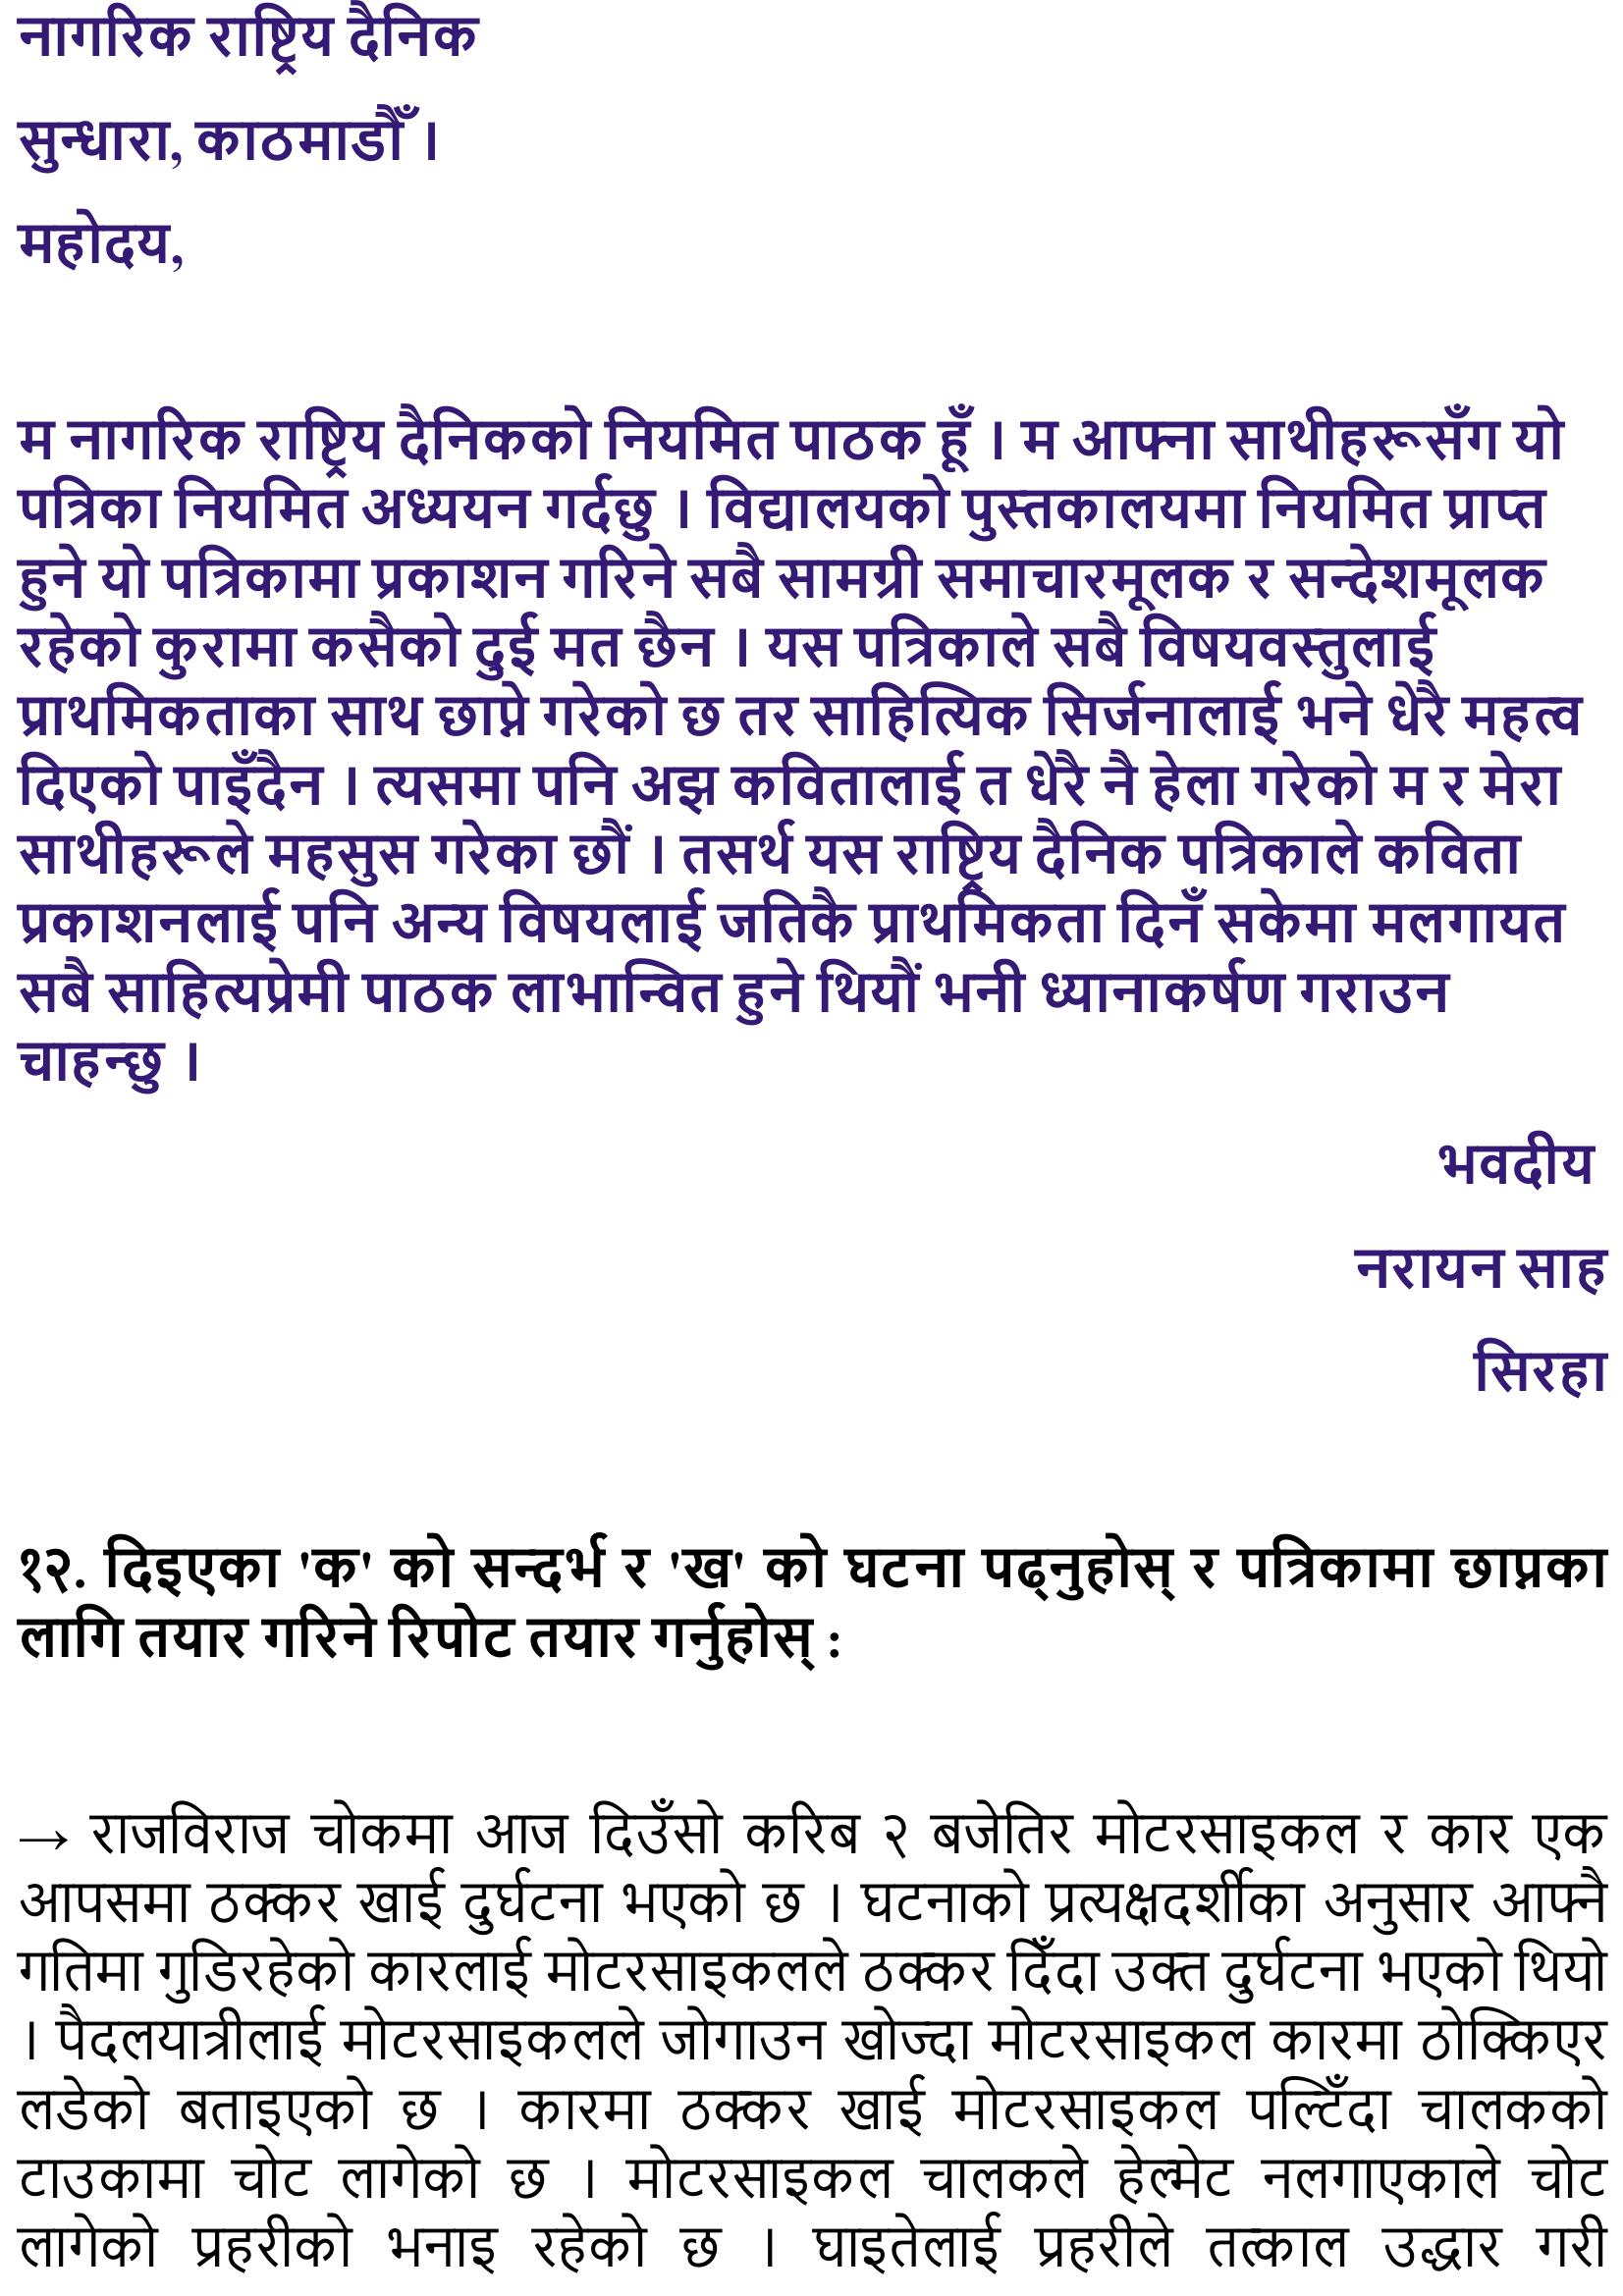 नागरिक राष्ट्रिय दैनिक
सुन्धारा, काठमाडौँ ।
महोदय,
म नागरिक राष्ट्रिय दैनिकको नियमित पाठक हूँ । म आफ्ना साथीहरूसँग यो
पत्रिका नियमित अध्ययन गर्दछु । विद्यालयको पुस्तकालयमा नियमित प्राप्त
हुने यो पत्रिकामा प्रकाशन गरिने सबै सामग्री समाचारमूलक र सन्देशमूलक
रहेको कुरामा कसैको दुई मत छैन । यस पत्रिकाले सबै विषयवस्तुलाई
प्राथमिकताका साथ छाप्ने गरेको छ तर साहित्यिक सिर्जनालाई भने धेरै महत्व
दिएको पाइँदैन । त्यसमा पनि अझ कवितालाई त धेरै नै हेला गरेको म र मेरा
साथीहरूले महसुस गरेका छौं । तसर्थ यस राष्ट्रिय दैनिक पत्रिकाले कविता
प्रकाशनलाई पनि अन्य विषयलाई जतिकै प्राथमिकता दिनँ सकेमा मलगायत
सबै साहित्यप्रेमी पाठक लाभान्वित हुने थियौं भनी ध्यानाकर्षण गराउन
चाहन्छु ।
भवदीय
नरायन साह
सिरहा
१२. दिइएका 'क' को सन्दर्भ र 'ख' को घटना पढ्नुहोस् र पत्रिकामा छाप्नका
लागि तयार गरिने रिपोट तयार गर्नुहोस् :
→ राजविराज चोकमा आज दिउँसो करिब २ बजेतिर मोटरसाइकल र कार एक
आपसमा ठक्कर खाई दुर्घटना भएको छ । घटनाको प्रत्यक्षदर्शीका अनुसार आफ्नै
गतिमा गुडिरहेको कारलाई मोटरसाइकलले ठक्कर दिँदा उक्त दुर्घटना भएको थियो
। पैदलयात्रीलाई मोटरसाइकलले जोगाउन खोज्दा मोटरसाइकल कारमा ठोक्किएर
लडेको बताइएको छ । कारमा ठक्कर खाई मोटरसाइकल पल्टिँदा चालकको
टाउकामा चोट लागेको छ । मोटरसाइकल चालकले हेल्मेट नलगाएकाले चोट
लागेको प्रहरीको भनाइ रहेको छ । घाइतेलाई प्रहरीले तत्काल उद्धार गरी